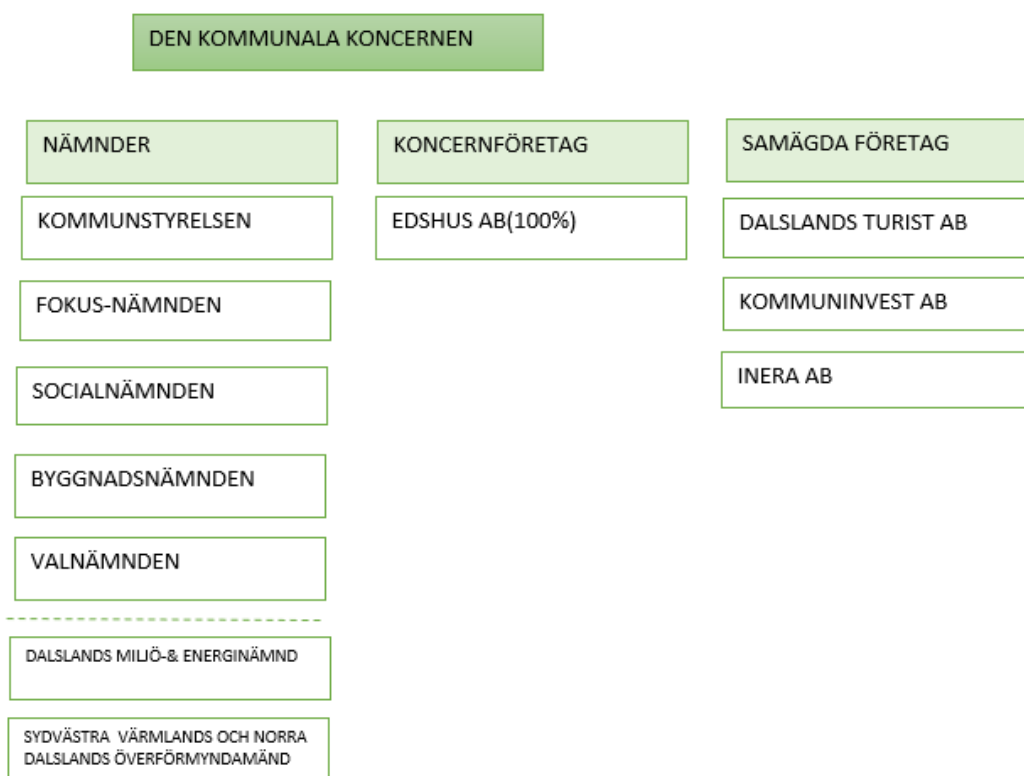 DEN KOMMUNALA KONCERNEN
NÄMNDER
KOMMUNSTYRELSEN
FOKUS-NÄMNDEN
SOCIALNÄMNDEN
BYGGNADSNÄMNDEN
VALNÄMNDEN
DALSLANDS MILJÖ-& ENERGINÄMND
SYDVÄSTRA VÄRMLANDS OCH NORRA
DALSLANDS ÖVERFÖRMYNDAMÄND
KONCERNFÖRETAG
EDSHUS AB(100%)
SAMÄGDA FÖRETAG
DALSLANDS TURIST AB
KOMMUNINVEST AB
INERA AB